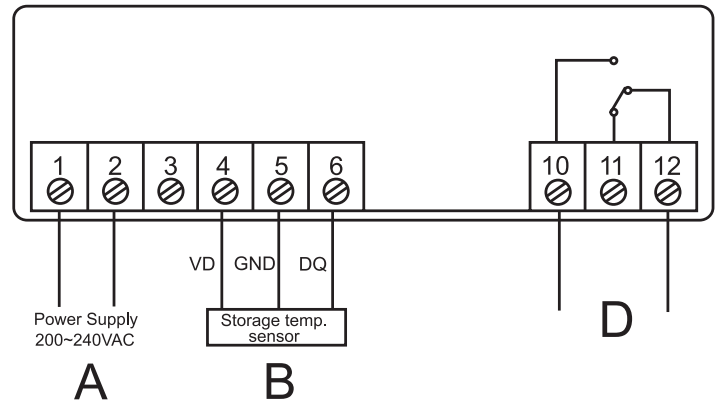 1 2 3 4 5 6 10 11 12
VD GND DQ
Power Supply
200~240VAC
Storage temp.
sensor
A B D